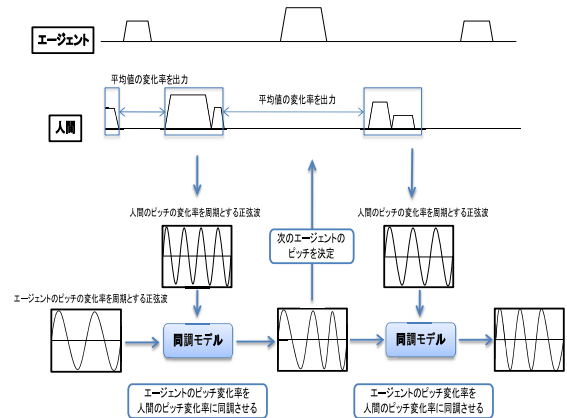 エージェント
平均値の変化率を出力
平均値の変化率を出力
人間
人間のピッチの変化率を周期とする正弦波
人間のピッチの変化率を周期とする正弦波
次のエージェントの
ピッチを決定
エージェントのピッチの変化率を周期とする正弦波
同調モデル
同調モデル
エージェントのピッチ変化率を
人間のピッチ変化率に同調させる
エージェントのピッチ変化率を
人間のピッチ変化率に同調させる